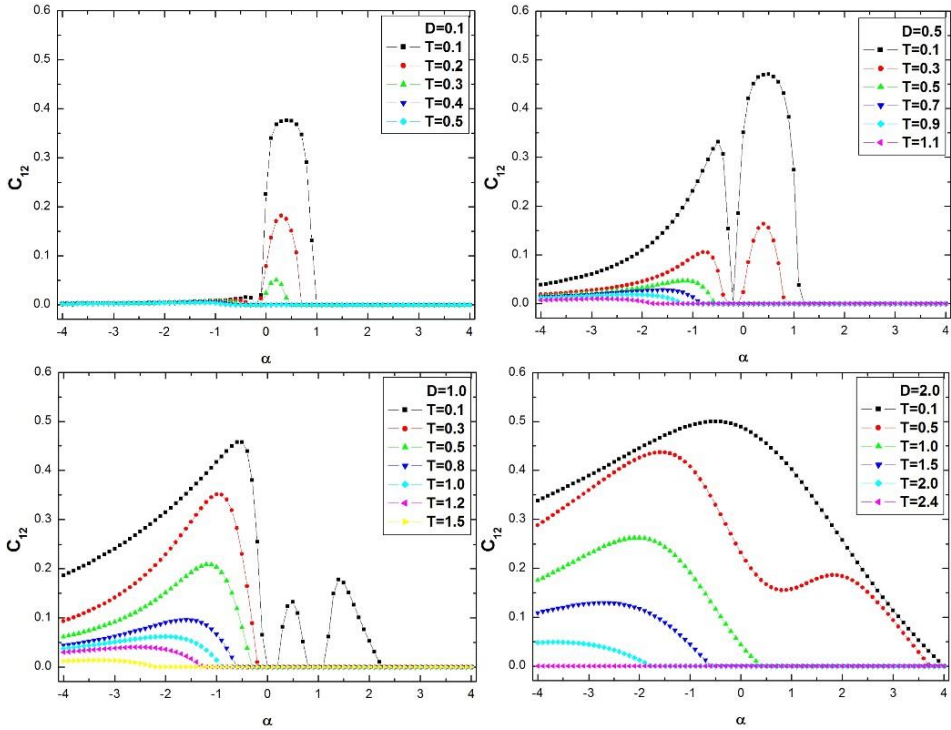 0.6
0.5
0.4
0.3
0.2
0.1
0.0
C12
-4 -3 -2 -1 0 1 2 3 4
α
D=0.1
T=0.1
T=0.2
T=0.3
T=0.4
T=0.5
0.6
0.5
0.4
0.3
0.2
0.1
0.0
C12
-4 -3 -2 -1 0 1 2 3 4
α
D=0.5
T=0.1
T=0.3
T=0.5
T=0.7
T=0.9
T=1.1
0.6
0.5
0.4
0.3
0.2
0.1
0.0
C12
-4 -3 -2 -1 0 1 2 3 4
α
D=1.0
T=0.1
T=0.3
T=0.5
T=0.8
T=1.0
T=1.2
T=1.5
0.6
0.5
0.4
0.3
0.2
0.1
0.0
C12
-4 -3 -2 -1 0 1 2 3 4
α
D=2.0
T=0.1
T=0.5
T=1.0
T=1.5
T=2.0
T=2.4